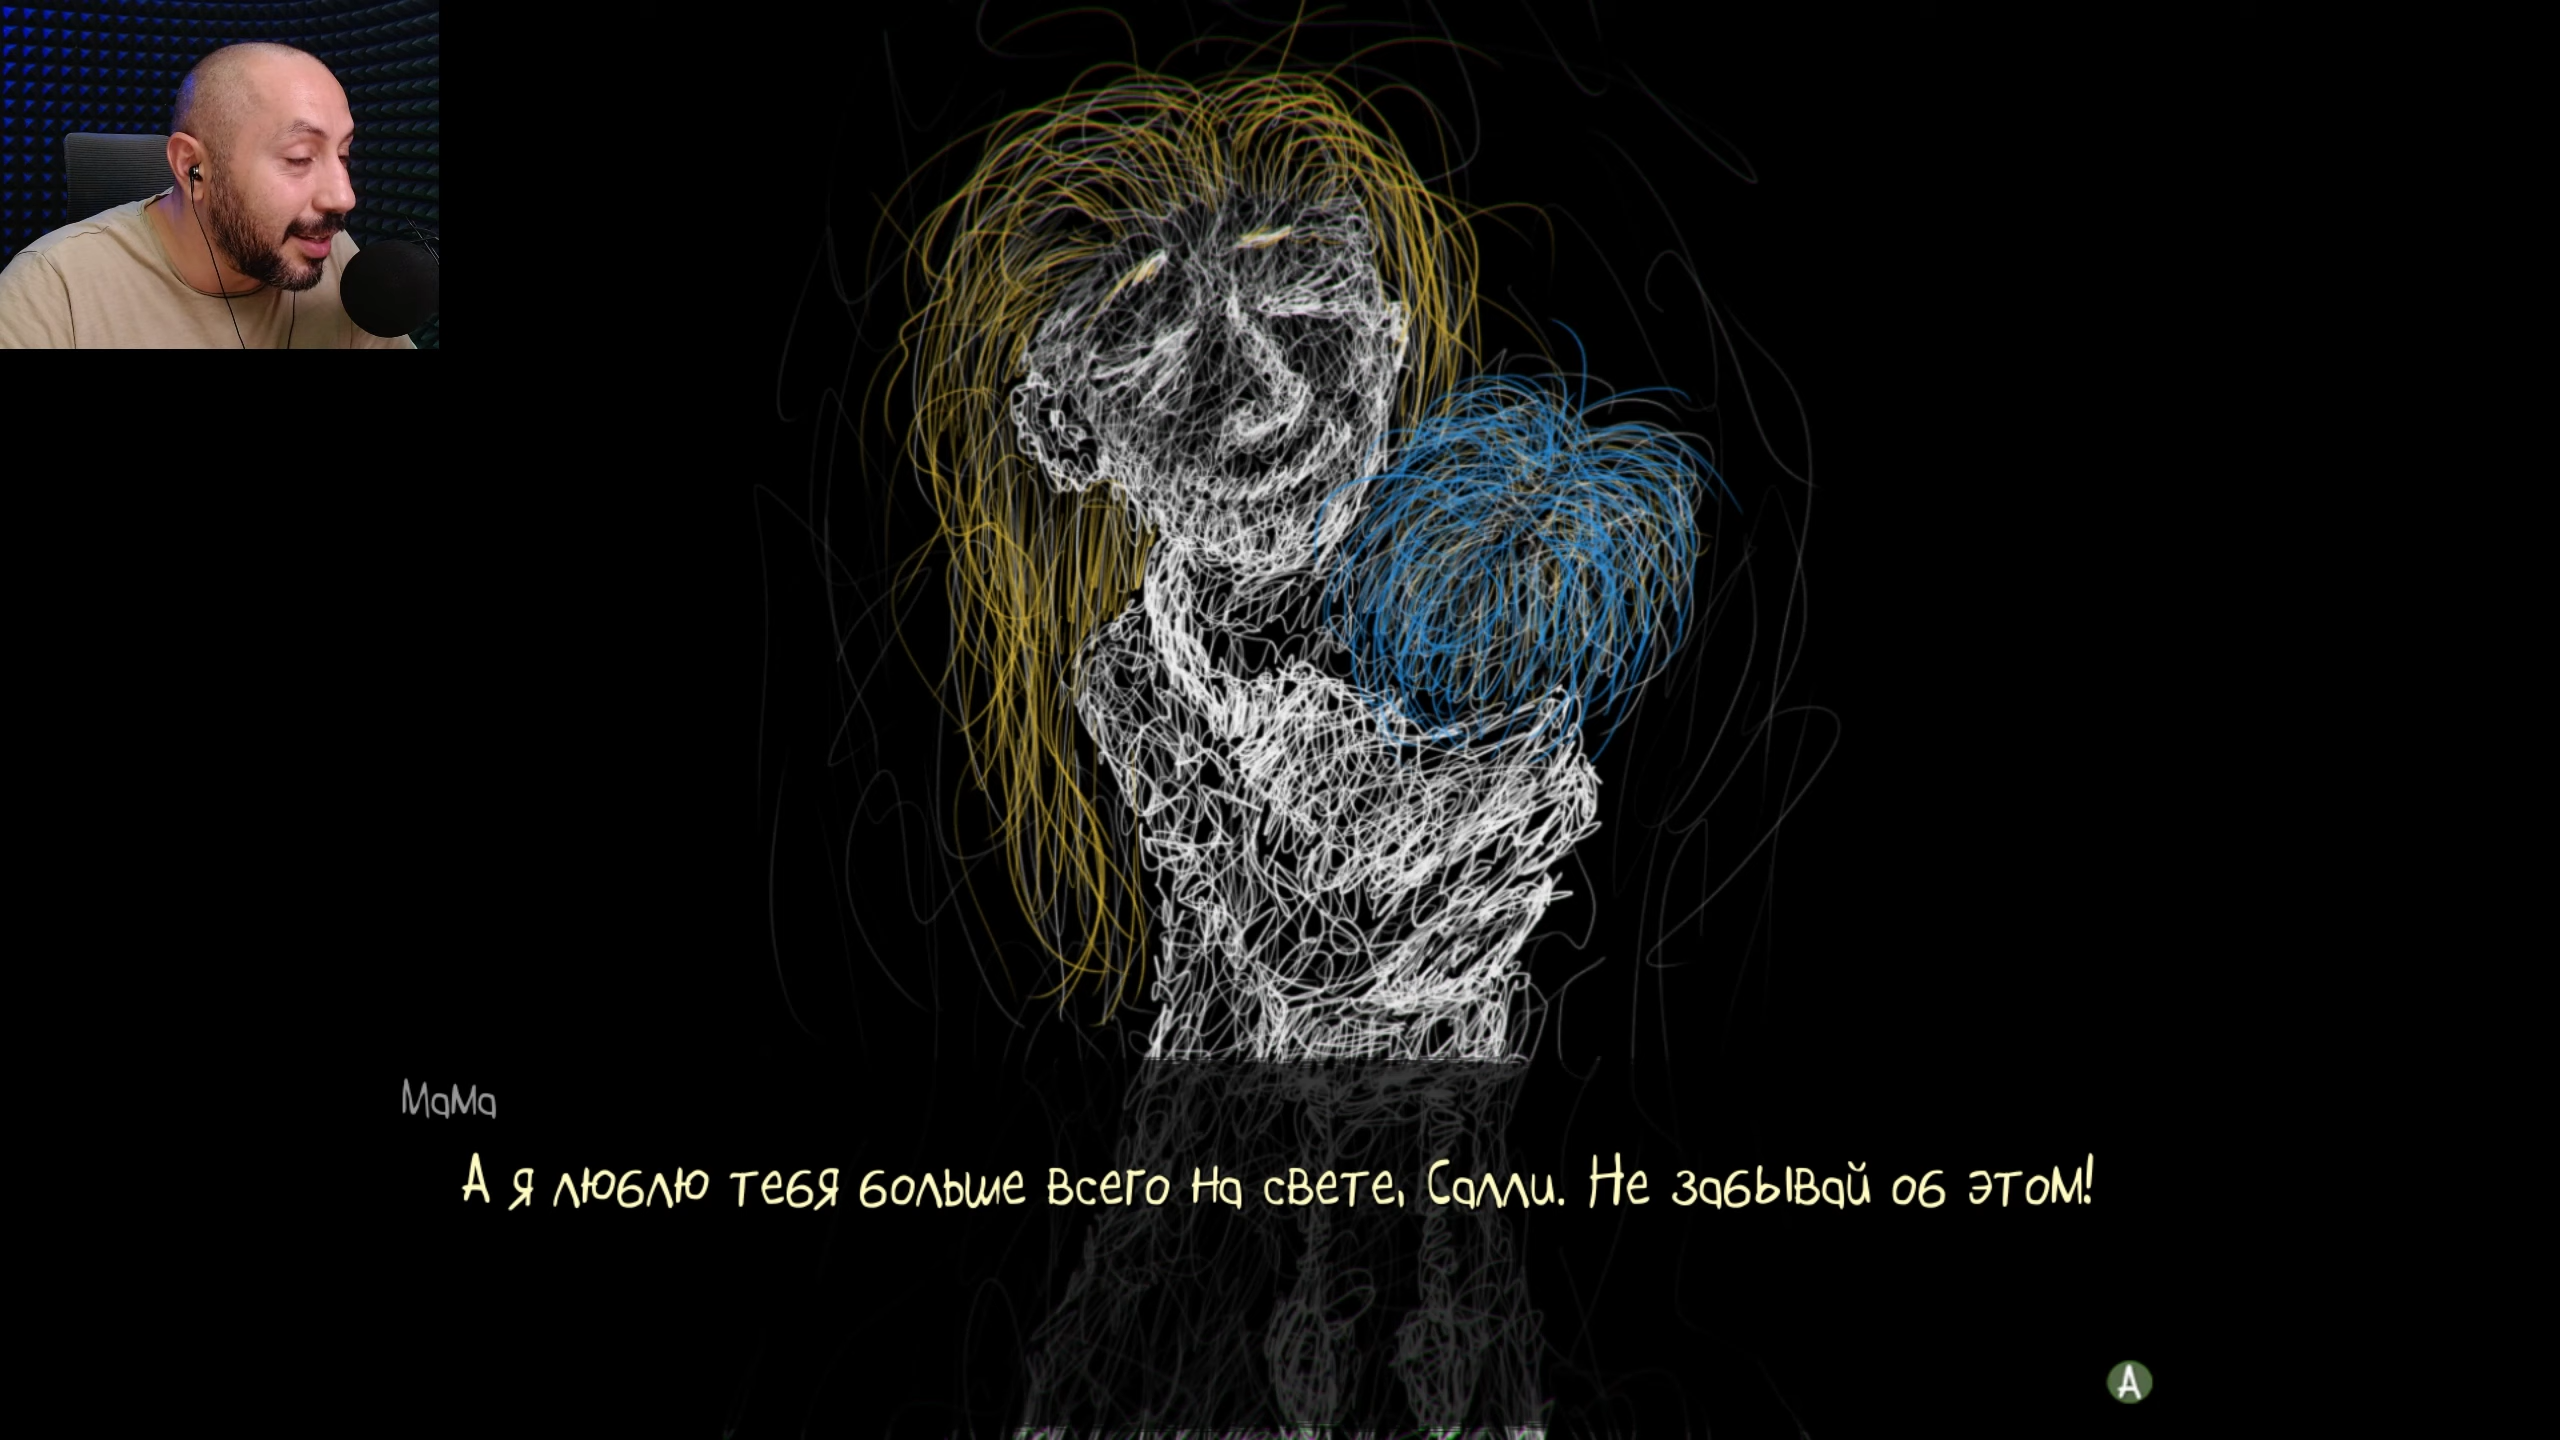 Мама
А я люблю тебя больше всего на свете, Салли. Не забывай об этом!
A